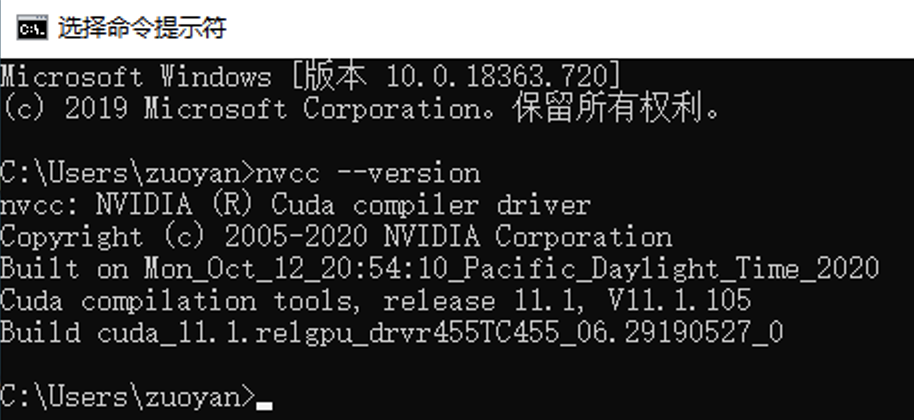 选择命令提示符
Microsoft Windows [版本 10.0.18363.720]
(c) 2019 Microsoft Corporation。保留所有权利。
C:\Users\zuoyan>nvcc --version
nvcc: NVIDIA (R) Cuda compiler driver
Copyright (c) 2005-2020 NVIDIA Corporation
Built on Mon_Oct_12_20:54:10_Pacific_Daylight_Time_2020
Cuda compilation tools, release 11.1, V11.1.105
Build cuda_11.1.relgpu_drvr455TC455_06.29190527_0
C:\Users\zuoyan>